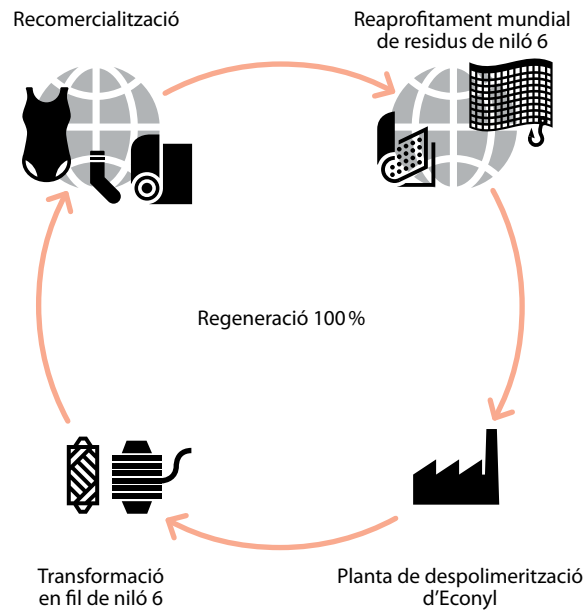 Recomercialització
Reaprofitament mundial
de residus de niló 6
Regeneració 100 %
Transformació
en fil de niló 6
Planta de despolimerització
d’Econyl